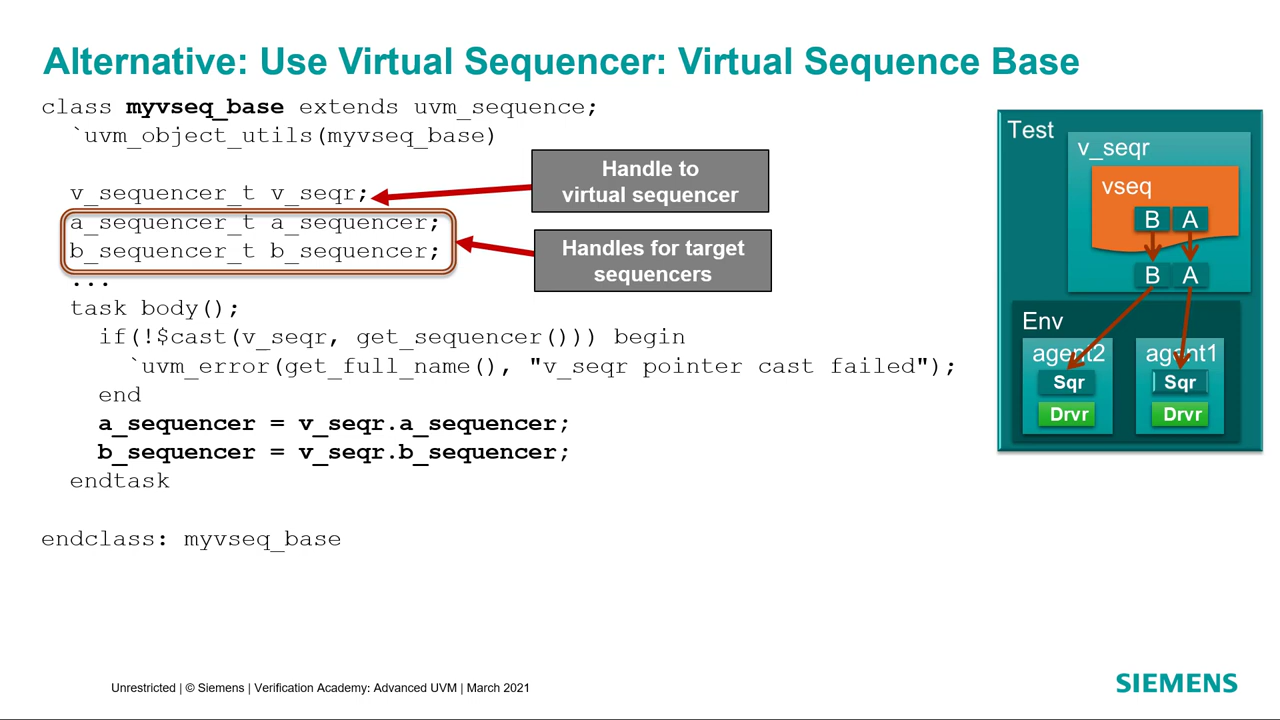 Alternative: Use Virtual Sequencer: Virtual Sequence Base
class myvseq_base extends uvm_sequence;
`uvm_object_utils(myvseq_base)
v_sequencer_t v_seqr;
a_sequencer_t a_sequencer;
b_sequencer_t b_sequencer;
...
task body();
if(!$cast(v_seqr, get_sequencer())) begin
`uvm_error(get_full_name(), "v_seqr pointer cast failed");
end
a_sequencer = v_seqr.a_sequencer;
b_sequencer = v_seqr.b_sequencer;
endtask
endclass: myvseq_base
Handle to
virtual sequencer
Handles for target
sequencers
Test
v_seqr
vseq
B A
B A
Env
agent2 agent1
Sqr Sqr
Drvr Drvr
Unrestricted | © Siemens | Verification Academy: Advanced UVM | March 2021
SIEMENS